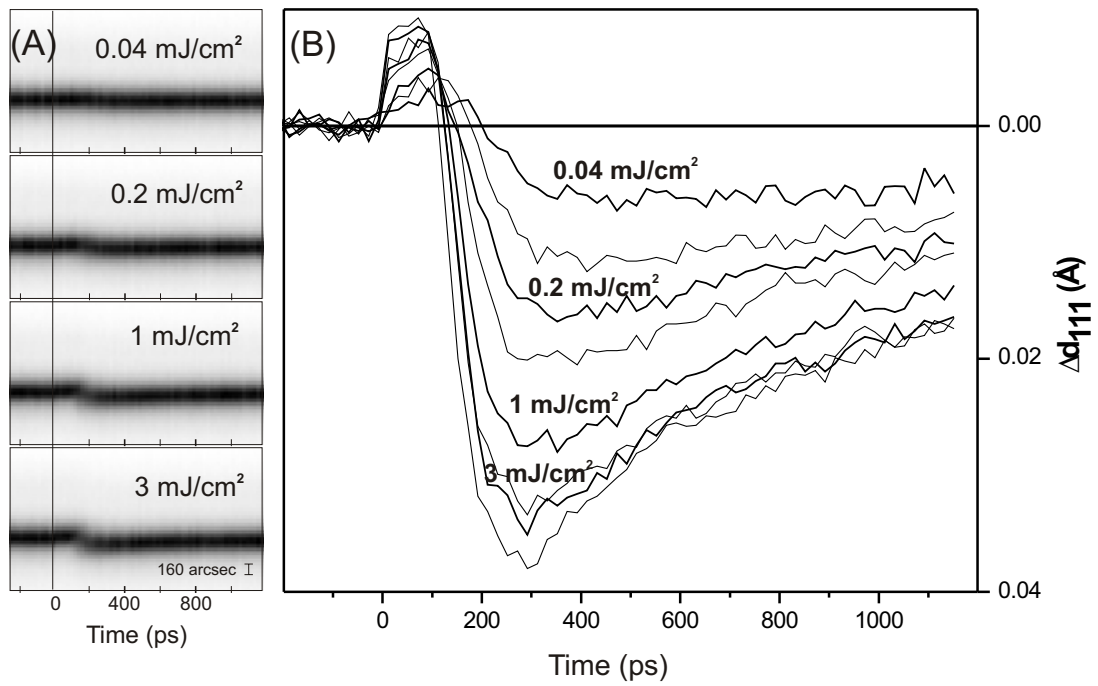 (A)
0.04 mJ/cm²
0.2 mJ/cm²
1 mJ/cm²
3 mJ/cm²
160 arcsec
0 400 800
Time (ps)
(B)
0.04 mJ/cm²
0.2 mJ/cm²
1 mJ/cm²
3 mJ/cm²
0.00
0.02
0.04
Δd₁₁₁ (Å)
0 200 400 600 800 1000
Time (ps)